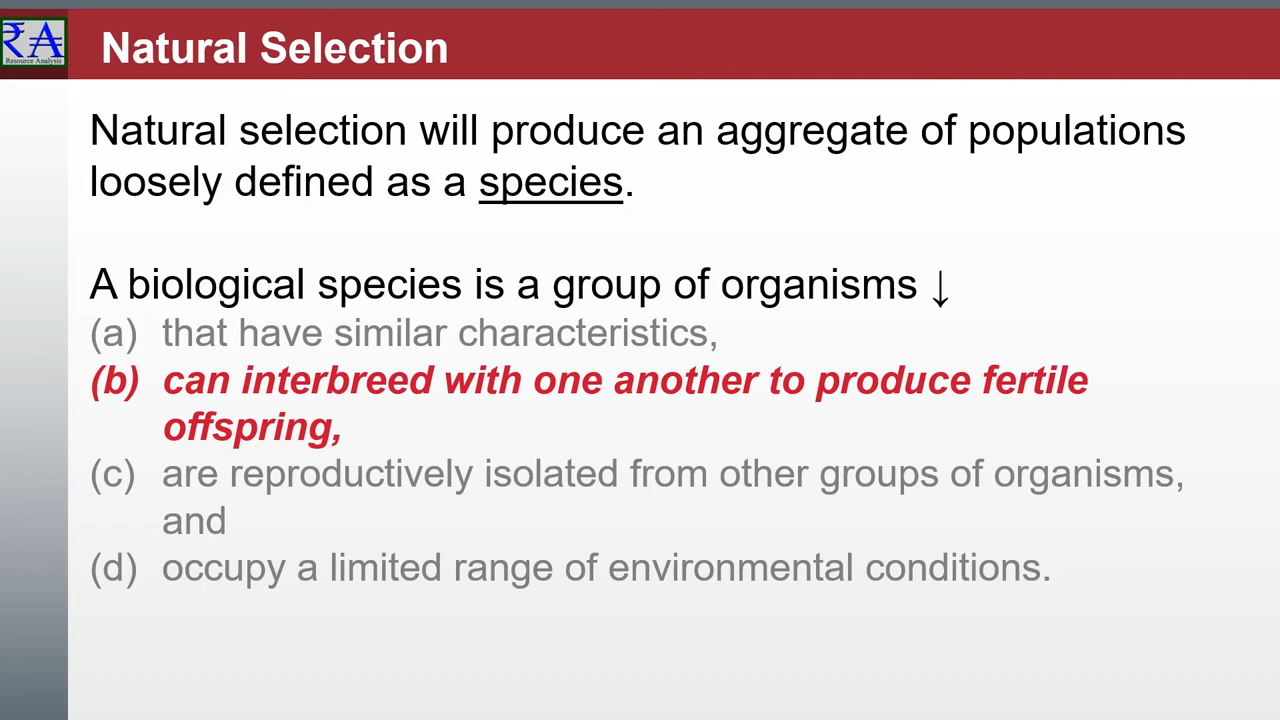 ₹A
Resource Analysis
Natural Selection
Natural selection will produce an aggregate of populations
loosely defined as a species.
A biological species is a group of organisms ↓
(a) that have similar characteristics,
(b) can interbreed with one another to produce fertile
offspring,
(c) are reproductively isolated from other groups of organisms,
and
(d) occupy a limited range of environmental conditions.